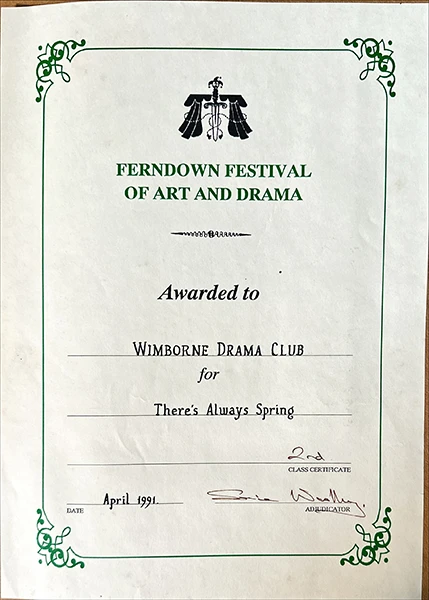 FERNDOWN FESTIVAL
OF ART AND DRAMA
Awarded to
WIMBORNE DRAMA CLUB
for
There's Always Spring
2nd
CLASS CERTIFICATE
April 1991.
DATE
ADJUDICATOR